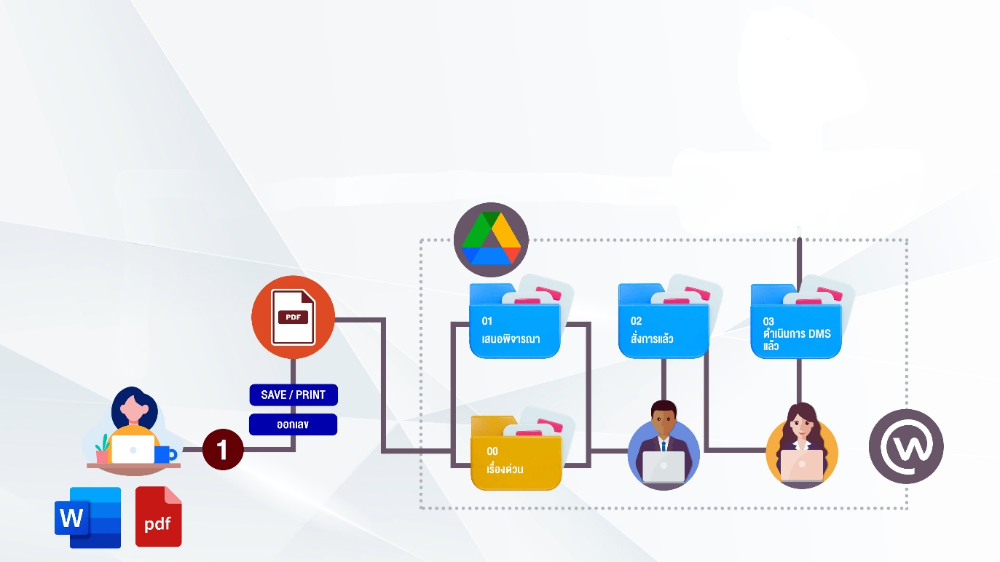 PDF
SAVE / PRINT
ออกเลข
1
W
pdf
01
เสนอพิจารณา
00
เรื่องด่วน
02
สั่งการแล้ว
03
ดำเนินการ DMS
แล้ว